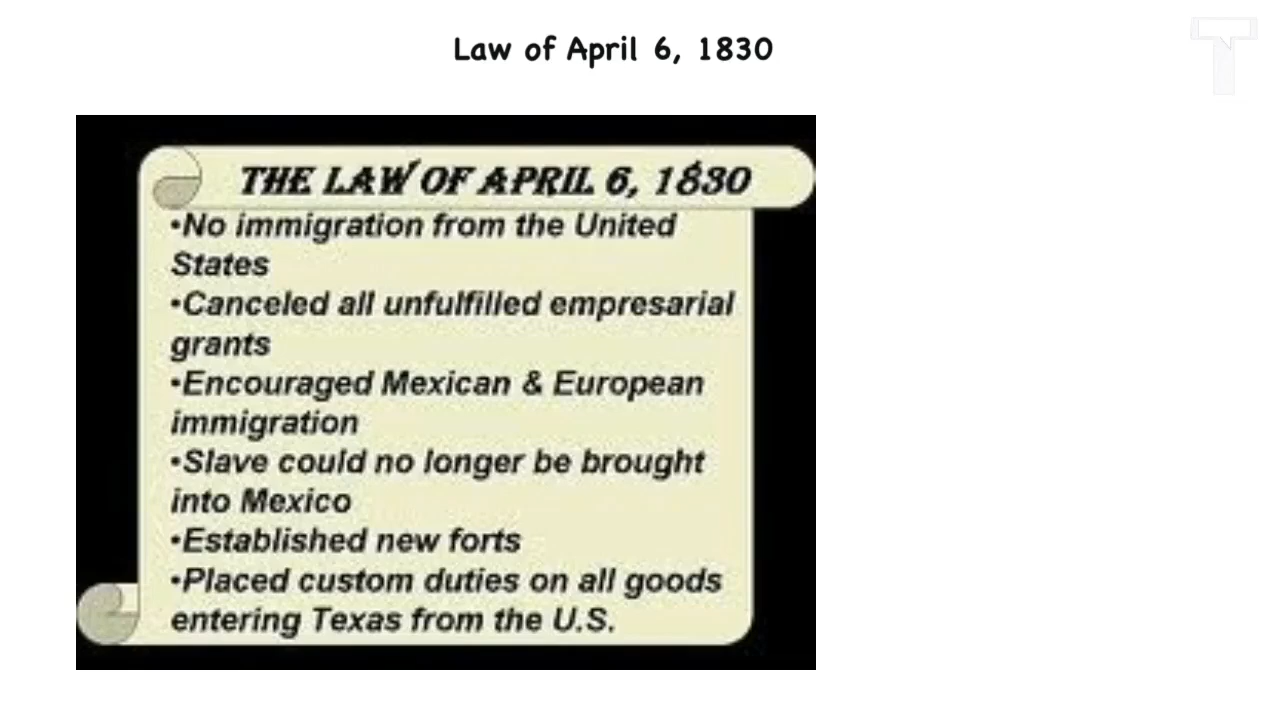 Law of April 6, 1830
T
THE LAW OF APRIL 6, 1830
•No immigration from the United
States
•Canceled all unfulfilled empresarial
grants
•Encouraged Mexican & European
immigration
•Slave could no longer be brought
into Mexico
•Established new forts
•Placed custom duties on all goods
entering Texas from the U.S.